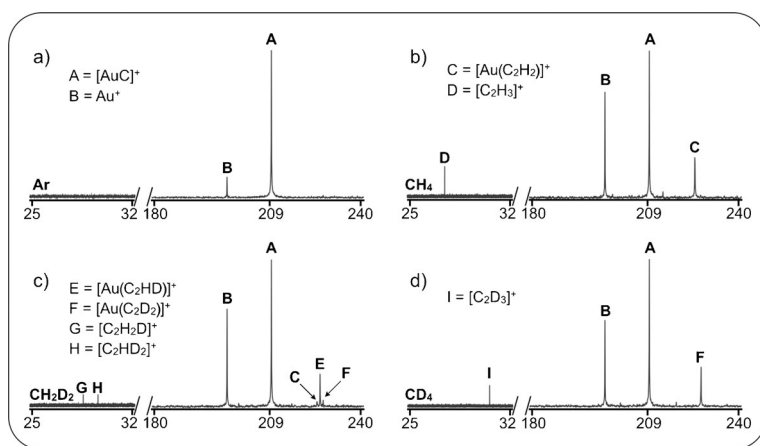 a)
A = [AuC]⁺
B = Au⁺
A
B
Ar
25 32 180 209 240
b)
C = [Au(C₂H₂)]⁺
D = [C₂H₃]⁺
A
B
C
D
CH₄
25 32 180 209 240
c)
E = [Au(C₂HD)]⁺
F = [Au(C₂D₂)]⁺
G = [C₂H₂D]⁺
H = [C₂HD₂]⁺
A
B
E
C F
CH₂D₂ G H
25 32 180 209 240
d)
I = [C₂D₃]⁺
A
B
F
I
CD₄
25 32 180 209 240